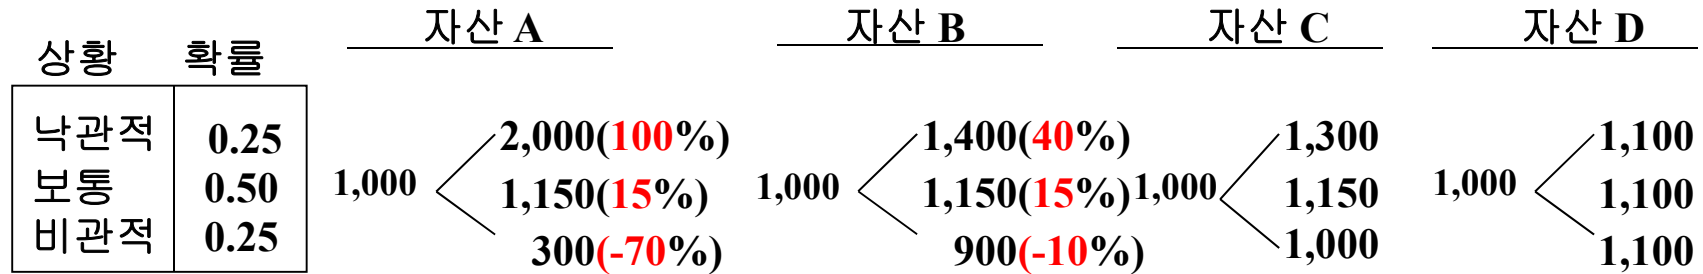 자산 A 자산 B 자산 C 자산 D
상황 확률
낙관적 0.25 2,000(100%) 1,400(40%) 1,300 1,100
보통 0.50 1,000 1,150(15%) 1,000 1,150(15%) 1,000 1,150 1,000 1,100
비관적 0.25 300(-70%) 900(-10%) 1,000 1,100